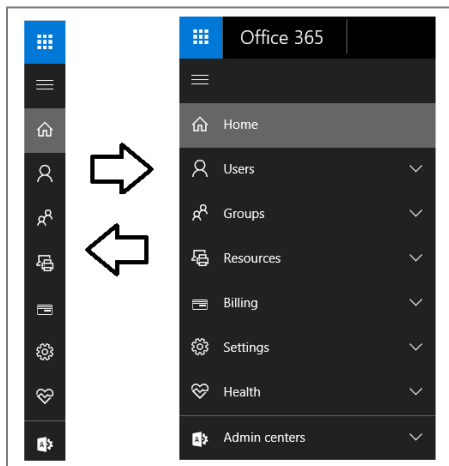 Office 365
Home
Users
Groups
Resources
Billing
Settings
Health
Admin centers